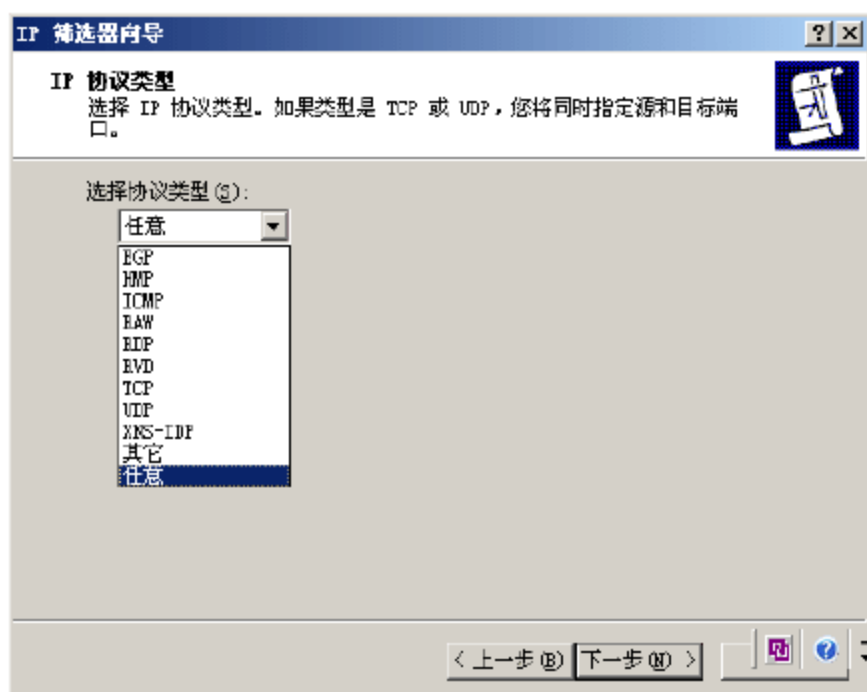 IP 筛选器向导
IP 协议类型
选择 IP 协议类型。如果类型是 TCP 或 UDP，您将同时指定源和目标端
口。
选择协议类型(S):
任意
EGP
HMP
ICMP
RAW
RDP
RVD
TCP
UDP
XNS-IDP
其它
任意
< 上一步(B)
下一步(N) >